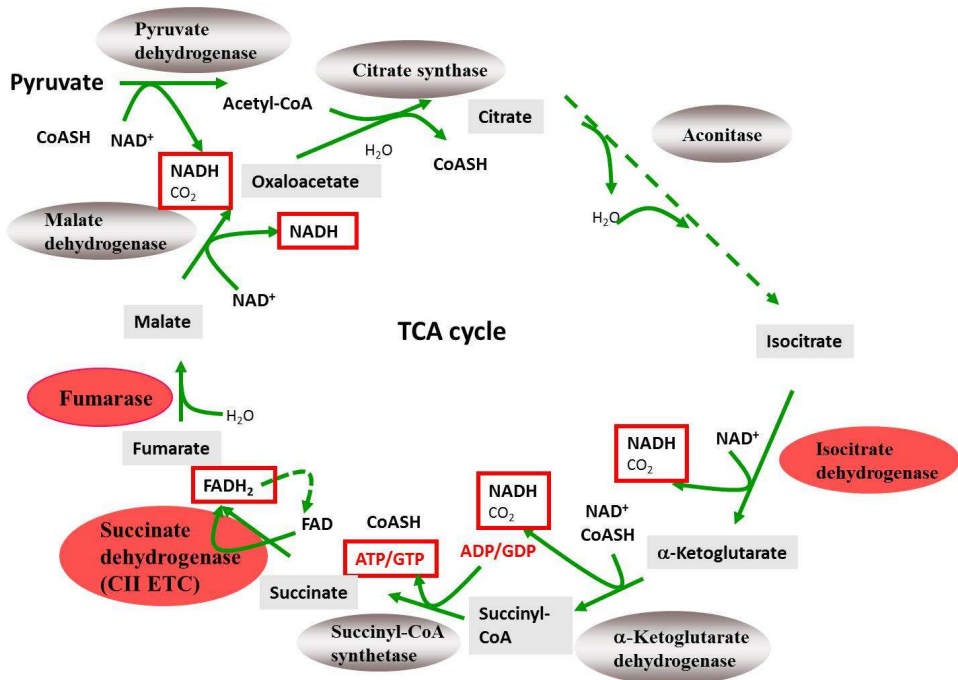 Pyruvate
dehydrogenase
Citrate synthase
Pyruvate
Acetyl-CoA
Citrate
Aconitase
CoASH
NAD⁺
H₂O
CoASH
NADH
CO₂
Oxaloacetate
H₂O
Malate
dehydrogenase
NADH
NAD⁺
Malate
TCA cycle
Isocitrate
Fumarase
H₂O
Fumarate
NADH
CO₂
NAD⁺
Isocitrate
dehydrogenase
FADH₂
NADH
CO₂
NAD⁺
CoASH
FAD
CoASH
Succinate
dehydrogenase
(CII ETC)
ATP/GTP
ADP/GDP
α-Ketoglutarate
Succinate
Succinyl-
CoA
Succinyl-CoA
synthetase
α-Ketoglutarate
dehydrogenase